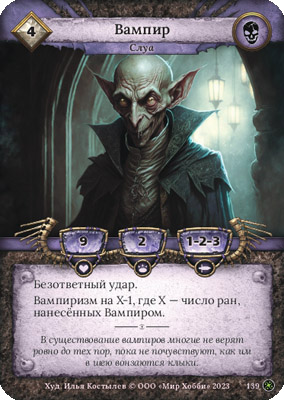 4
Вампир
Слуа
9
2
1-2-3
Безответный удар.
Вампиризм на X-1, где X — число ран,
нанесённых Вампиром.
В существование вампиров многие не верят
ровно до тех пор, пока не почувствуют, как им
в шею вонзаются клыки.
Худ. Илья Костылев © ООО «Мир Хобби» 2023
139